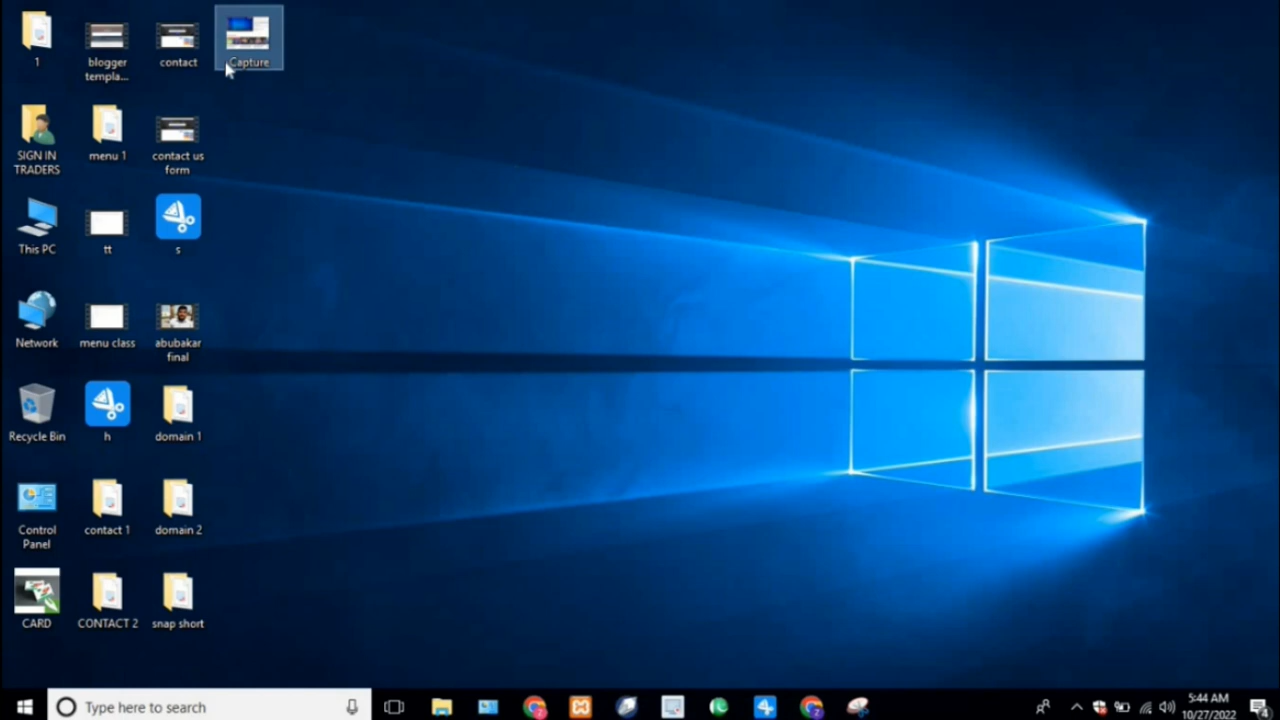 1
blogger
templa...
contact
Capture
SIGN IN
TRADERS
menu 1
contact us
form
This PC
tt
s
Network
menu class
abubakar
final
Recycle Bin
h
domain 1
Control
Panel
contact 1
domain 2
CARD
CONTACT 2
snap short
Type here to search
5:44 AM
10/27/2022